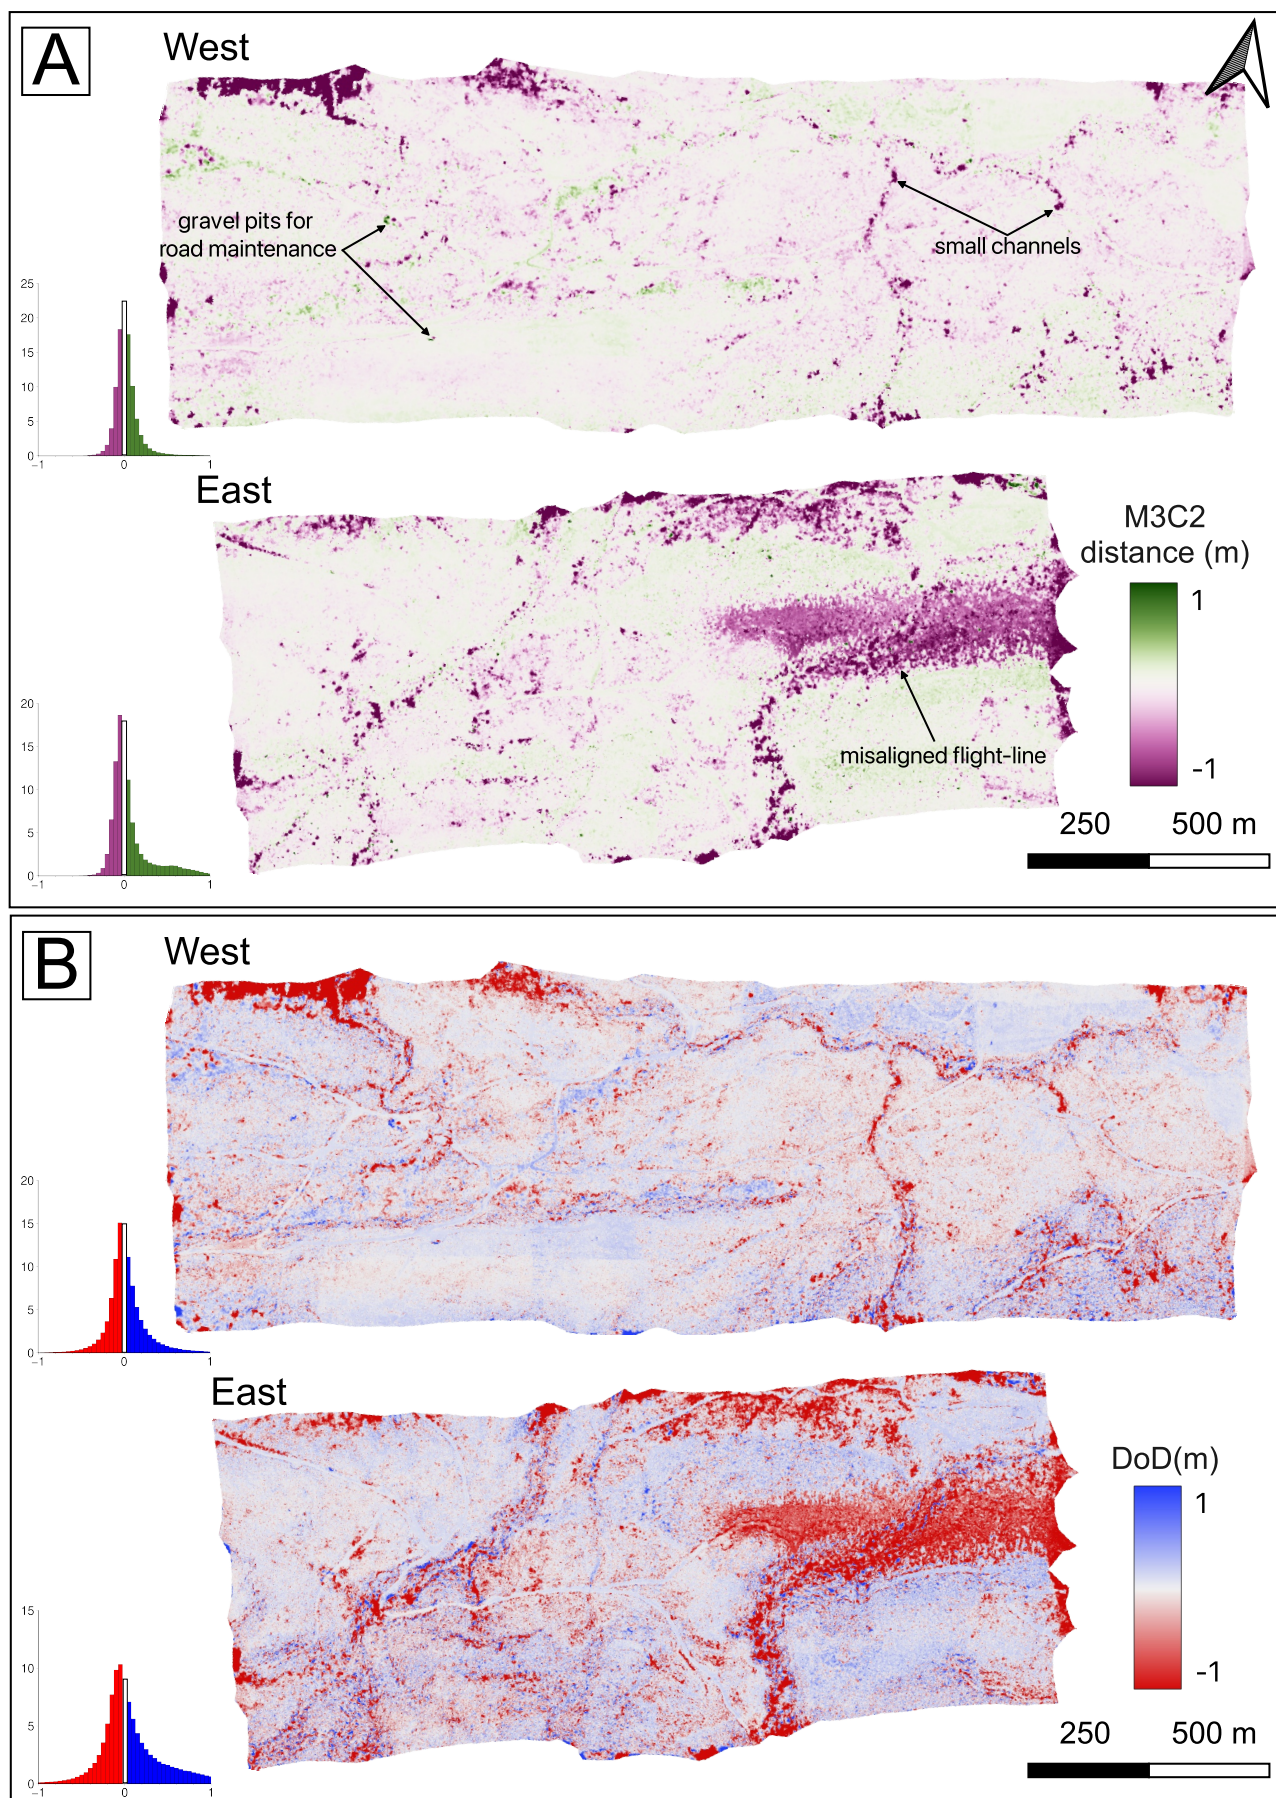 A
West
gravel pits for
road maintenance
small channels
25
20
15
10
5
0
-1
0
1
East
M3C2
distance (m)
1
-1
misaligned flight-line
20
15
10
5
0
-1
0
1
250 500 m
B
West
20
15
10
5
0
-1
0
1
East
DoD(m)
1
-1
15
10
5
0
-1
0
1
250 500 m